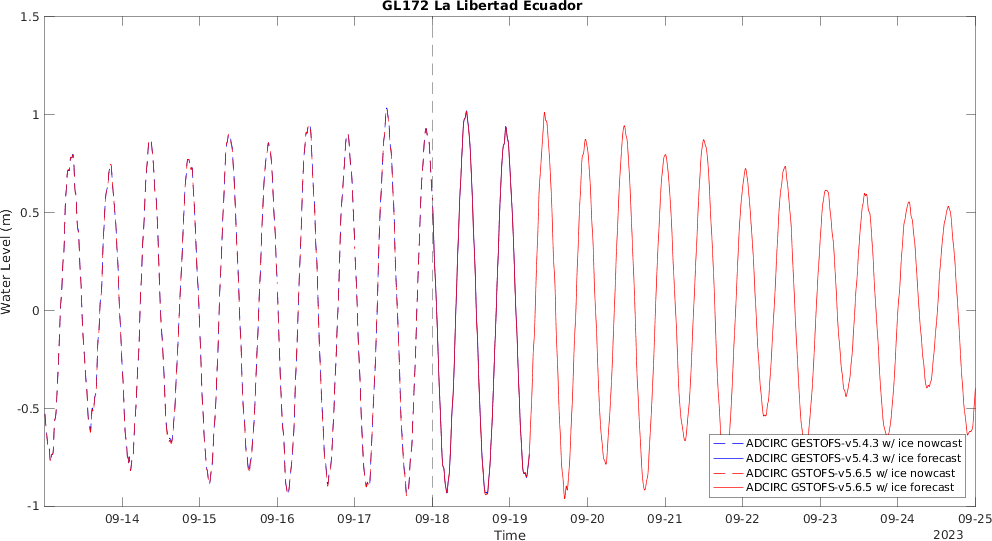 GL172 La Libertad Ecuador
1.5
1
0.5
0
-0.5
-1
Water Level (m)
ADCIRC GESTOFS-v5.4.3 w/ ice nowcast
ADCIRC GESTOFS-v5.4.3 w/ ice forecast
ADCIRC GSTOFS-v5.6.5 w/ ice nowcast
ADCIRC GSTOFS-v5.6.5 w/ ice forecast
09-14 09-15 09-16 09-17 09-18 09-19 09-20 09-21 09-22 09-23 09-24 09-25
Time
2023